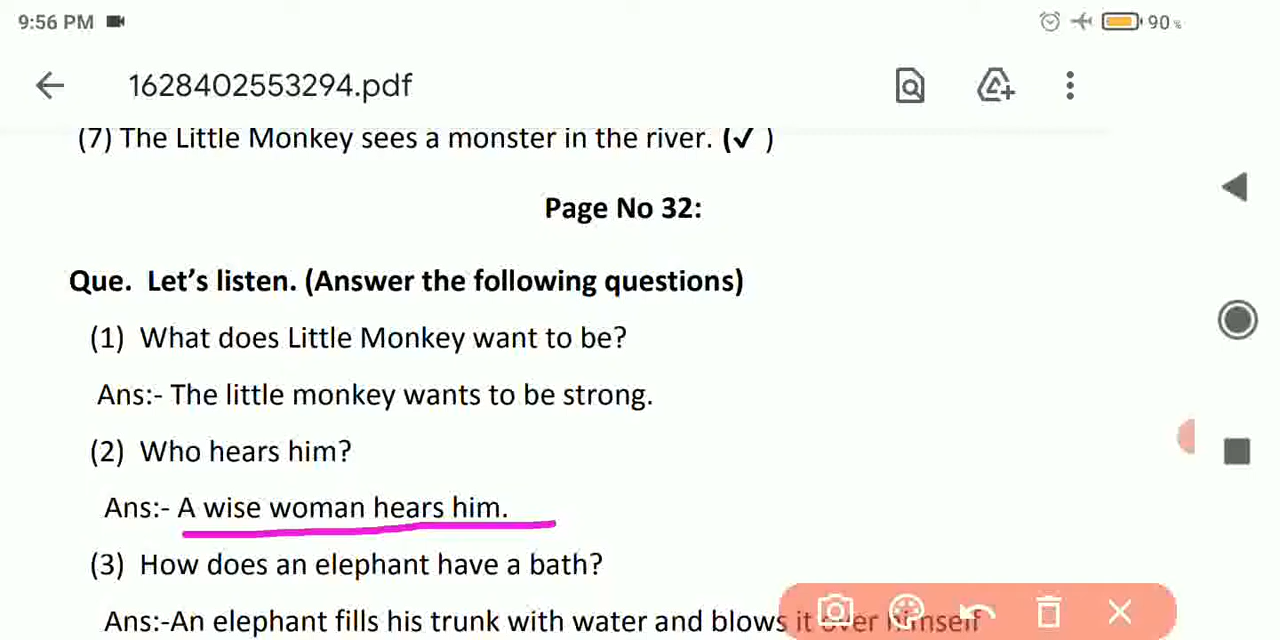 9:56 PM
90%
1628402553294.pdf
(7) The Little Monkey sees a monster in the river. (✓ )
Page No 32:
Que. Let's listen. (Answer the following questions)
(1) What does Little Monkey want to be?
Ans:- The little monkey wants to be strong.
(2) Who hears him?
Ans:- A wise woman hears him.
(3) How does an elephant have a bath?
Ans:-An elephant fills his trunk with water and blows it over himself